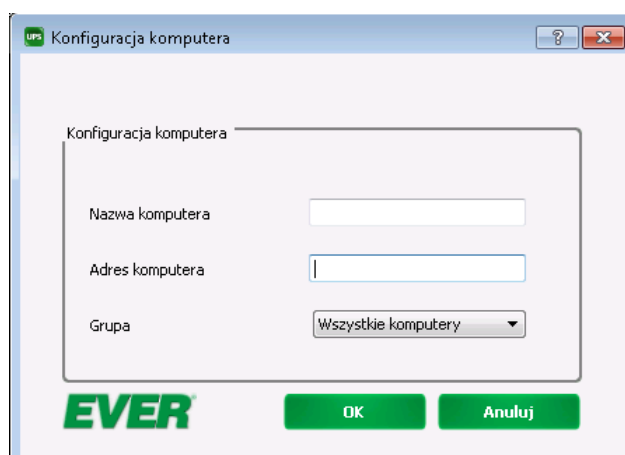 UPS
Konfiguracja komputera
?
Konfiguracja komputera
Nazwa komputera
Adres komputera
Grupa Wszystkie komputery
EVER OK Anuluj